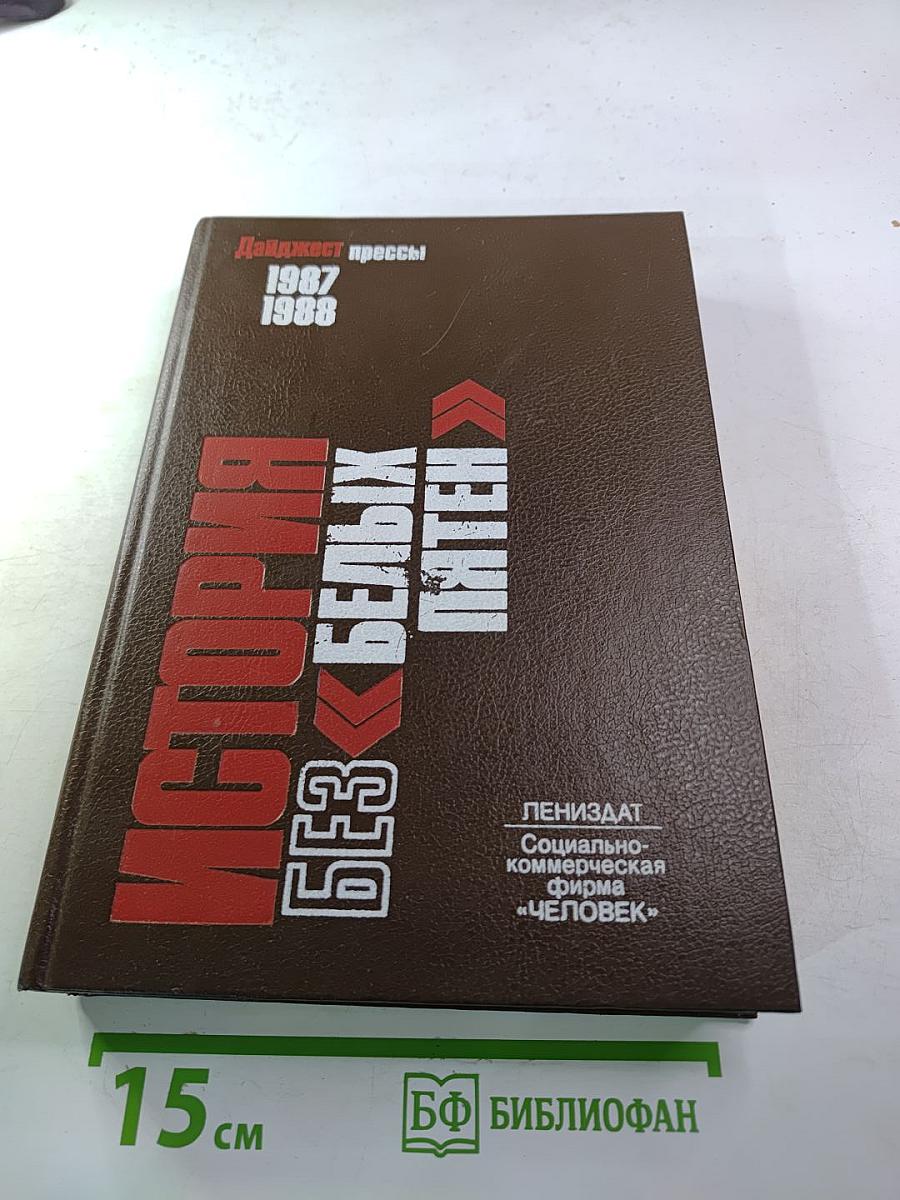 Дайджест прессы
1987
1988
ИСТОРИЯ
БЕЗ «БЕЛЫХ
ПЯТЕН»
ЛЕНИЗДАТ
Социально-
коммерческая
фирма
«ЧЕЛОВЕК»
15 см
БФ БИБЛИОФАН